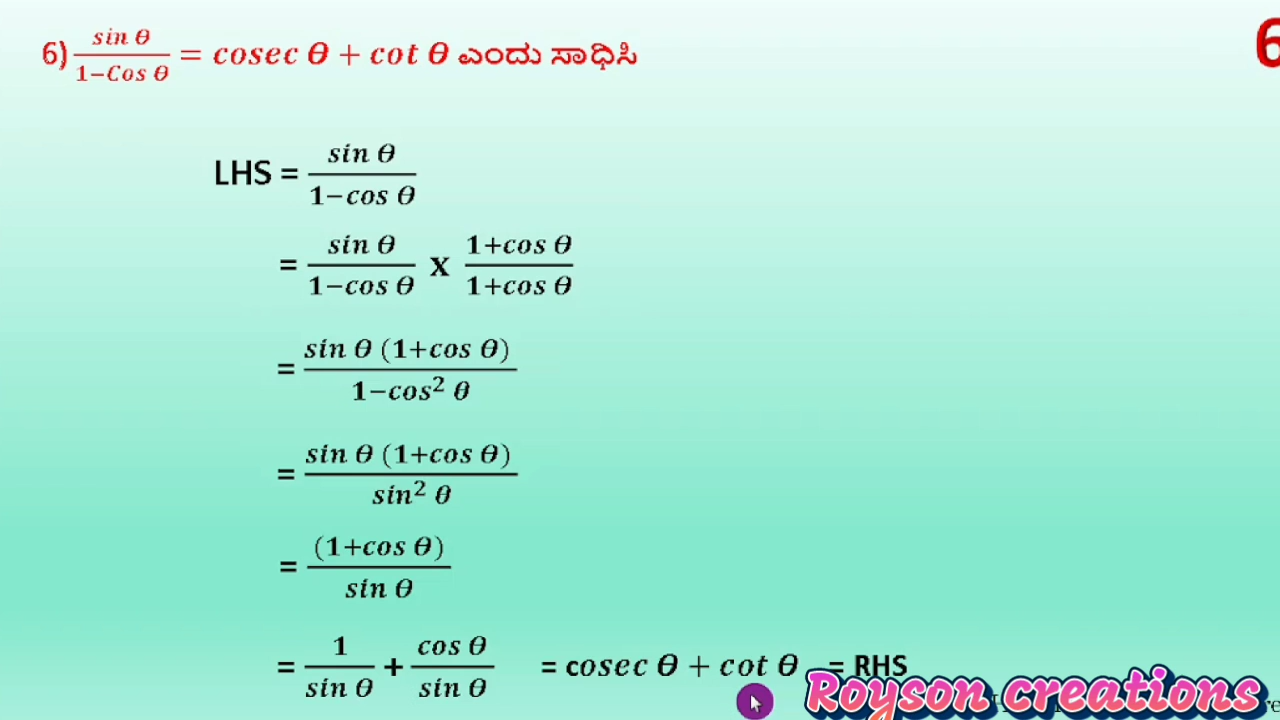 6) sin θ / 1−Cos θ = cosec θ + cot θ ಎಂದು ಸಾಧಿಸಿ
6
LHS = sin θ / 1−cos θ
= sin θ / 1−cos θ x 1+cos θ / 1+cos θ
= sin θ (1+cos θ) / 1−cos² θ
= sin θ (1+cos θ) / sin² θ
= (1+cos θ) / sin θ
= 1 / sin θ + cos θ / sin θ = cosec θ + cot θ = RHS
Royson creations